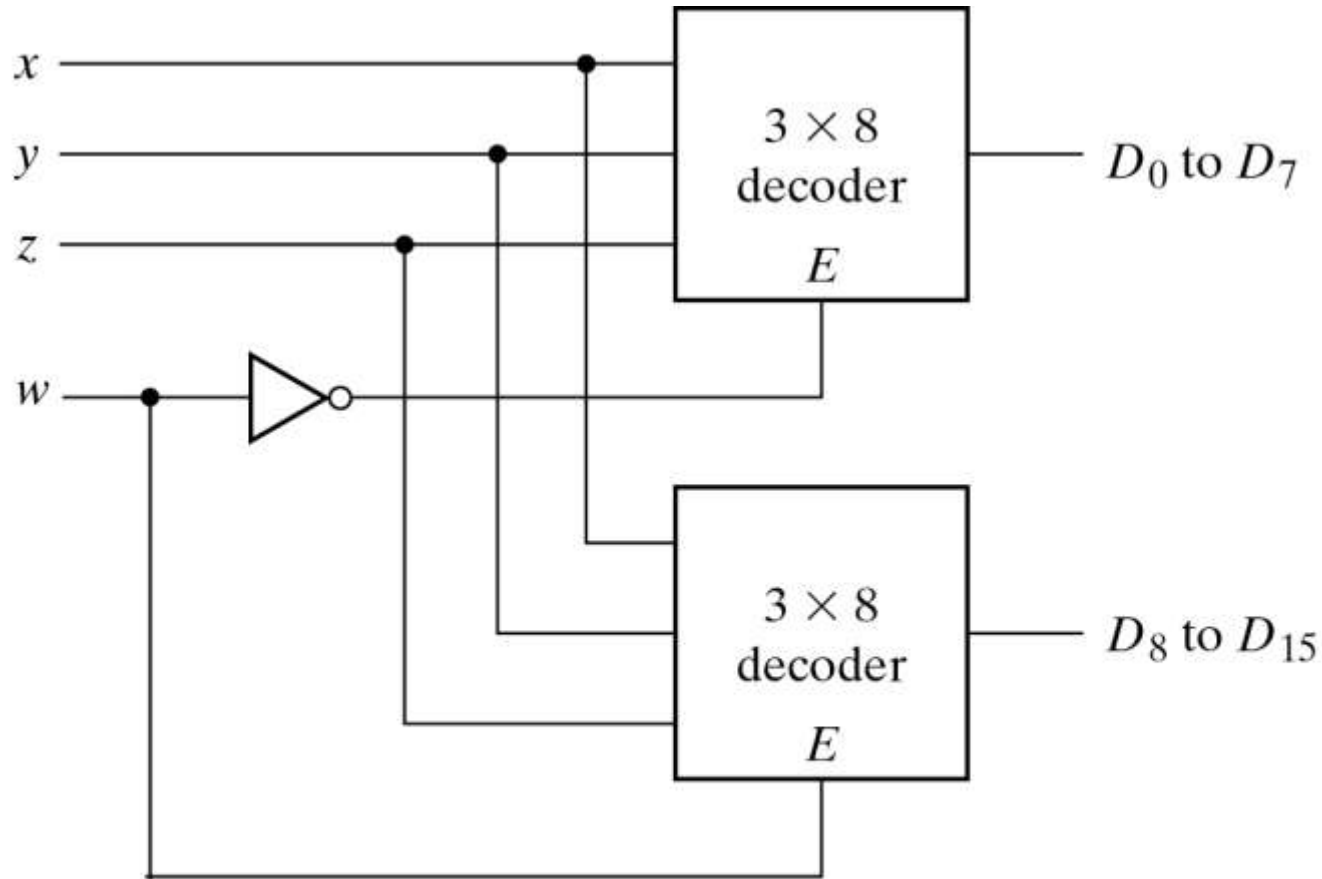 x
y
z
w
3 × 8
decoder
E
D₀ to D₇
3 × 8
decoder
E
D₈ to D₁₅